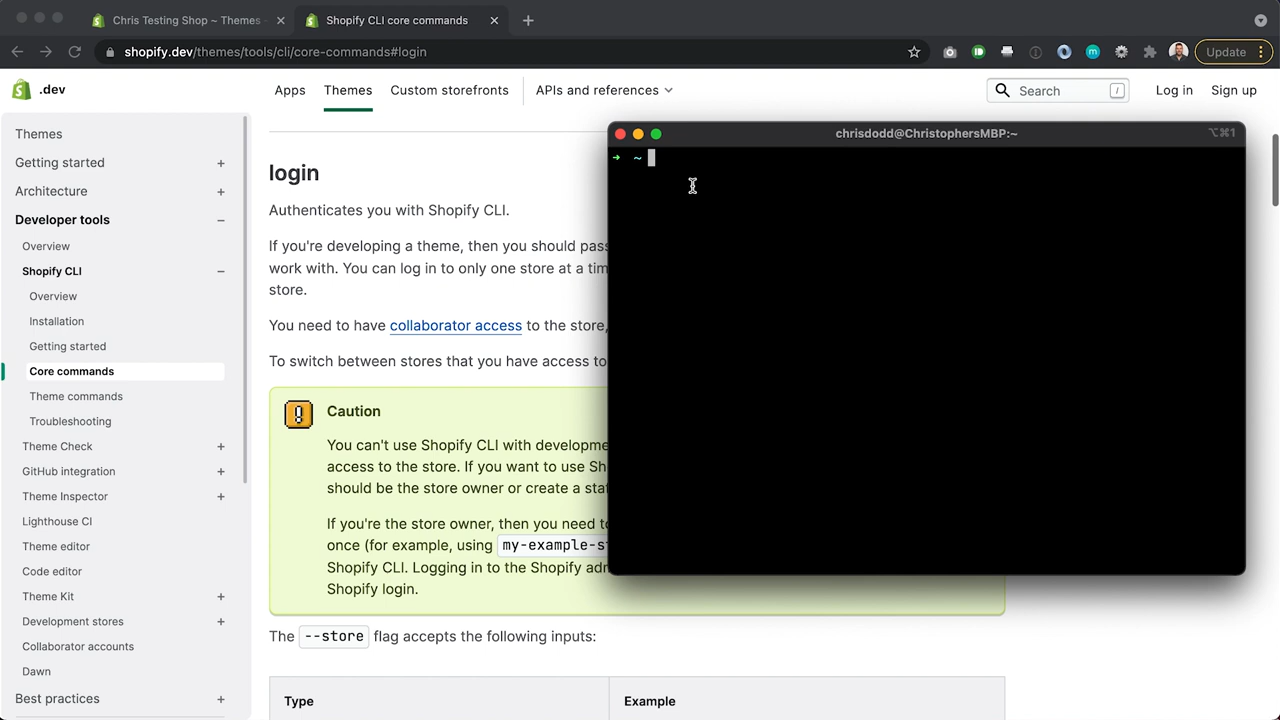 Chris Testing Shop ~ Themes
Shopify CLI core commands
shopify.dev/themes/tools/cli/core-commands#login
Update
.dev
Apps
Themes
Custom storefronts
APIs and references
Search
/
Log in
Sign up
Themes
Getting started
Architecture
Developer tools
Overview
Shopify CLI
Overview
Installation
Getting started
Core commands
Theme commands
Troubleshooting
Theme Check
GitHub integration
Theme Inspector
Lighthouse CI
Theme editor
Code editor
Theme Kit
Development stores
Collaborator accounts
Dawn
Best practices
login
Authenticates you with Shopify CLI.
If you're developing a theme, then you should pass
work with. You can log in to only one store at a tim
store.
You need to have collaborator access to the store,
To switch between stores that you have access to
Caution
You can't use Shopify CLI with developme
access to the store. If you want to use Sh
should be the store owner or create a staf
If you're the store owner, then you need to
once (for example, using my-example-s
Shopify CLI. Logging in to the Shopify adm
Shopify login.
The --store flag accepts the following inputs:
Type
Example
chrisdodd@ChristophersMBP:~
⌥⌘1
➜ ~